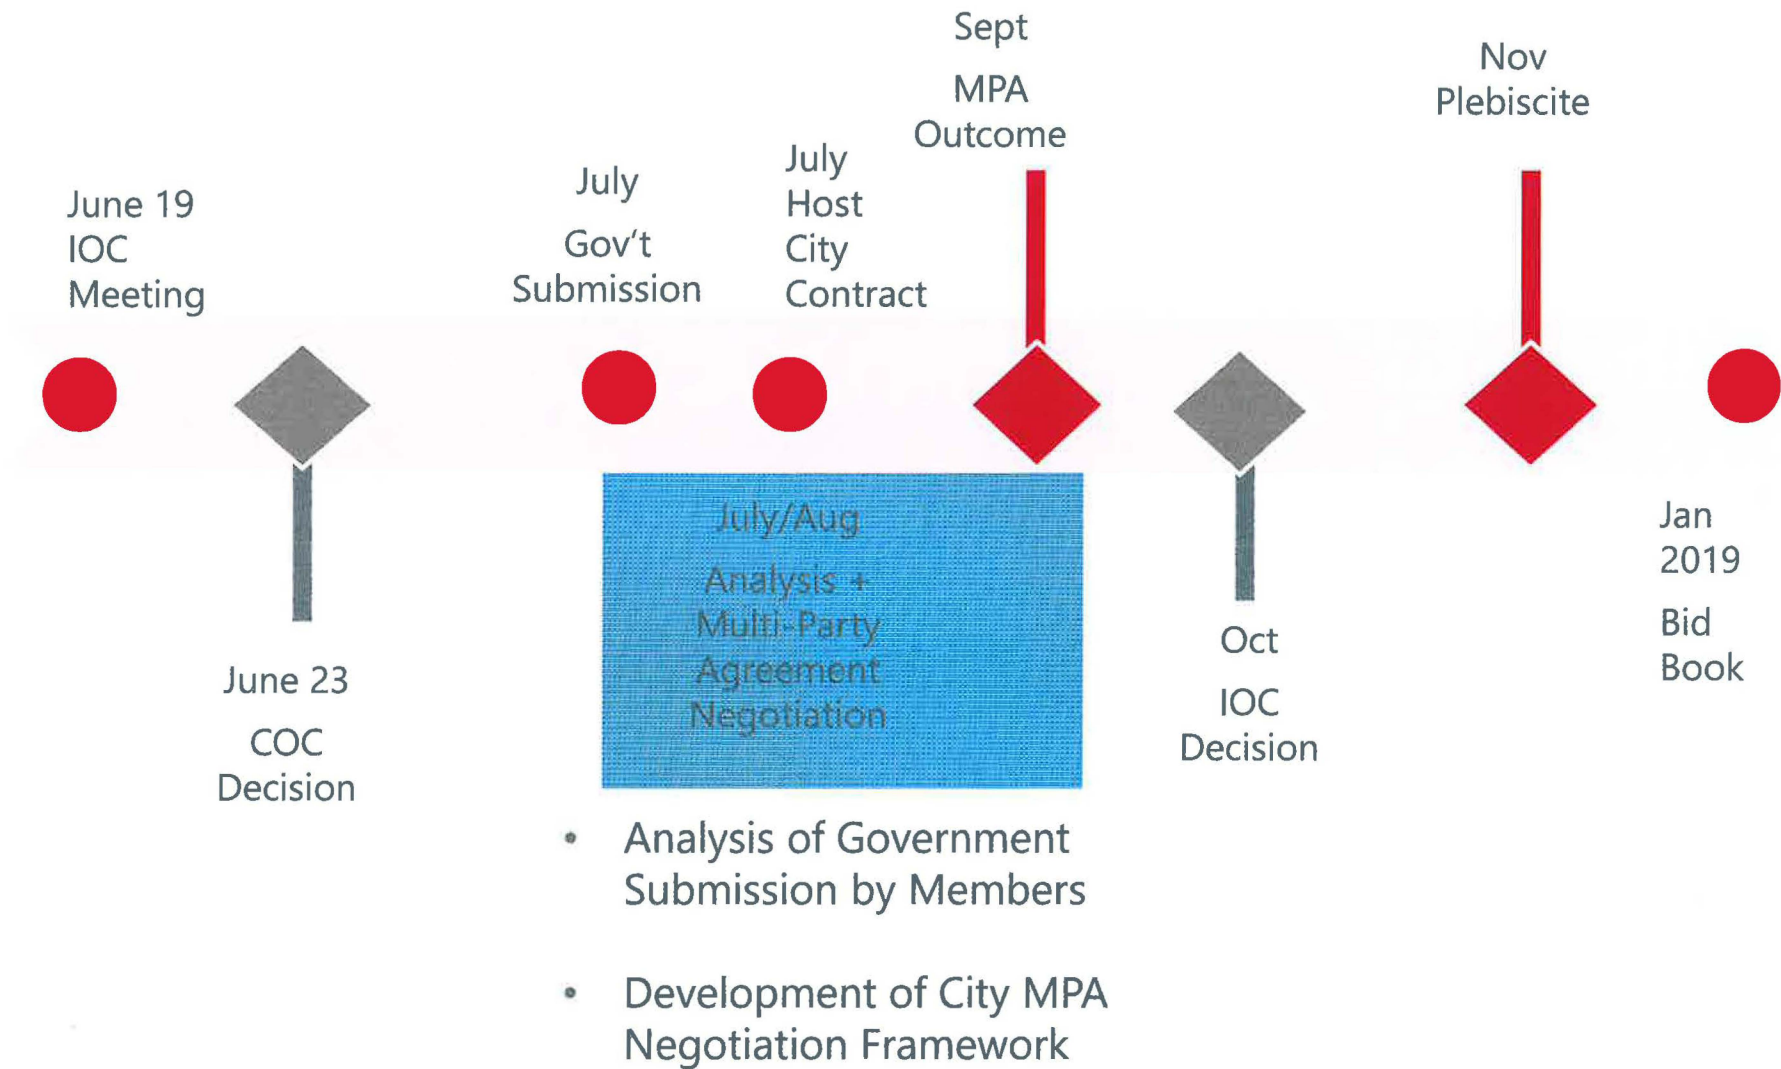 June 19
IOC
Meeting
June 23
COC
Decision
July
Gov't
Submission
July
Host
City
Contract
Sept
MPA
Outcome
July/Aug
Analysis +
Multi-Party
Agreement
Negotiation
• Analysis of Government
Submission by Members
• Development of City MPA
Negotiation Framework
Oct
IOC
Decision
Nov
Plebiscite
Jan
2019
Bid
Book